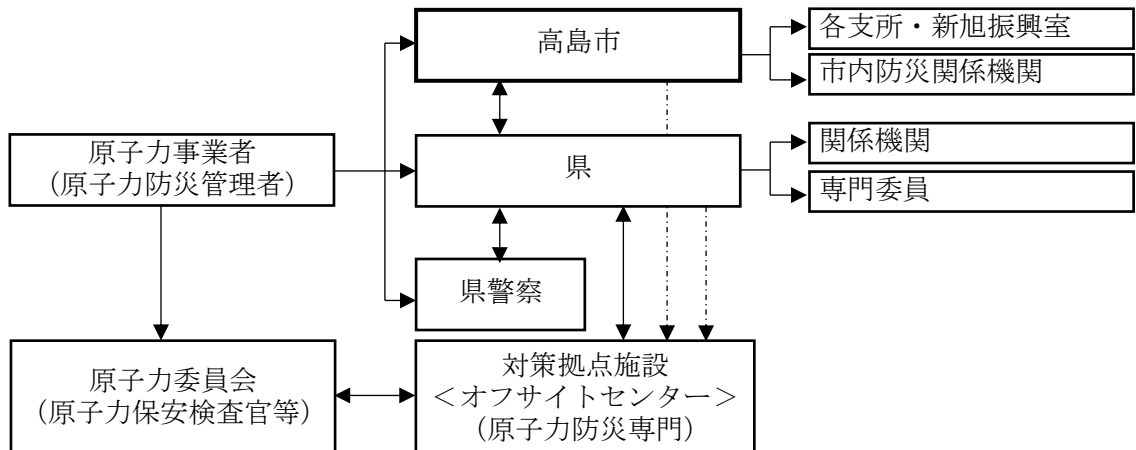 高島市
各支所・新旭振興室
市内防災関係機関
原子力事業者
（原子力防災管理者）
県
関係機関
専門委員
県警察
原子力委員会
（原子力保安検査官等）
対策拠点施設
＜オフサイトセンター＞
（原子力防災専門）